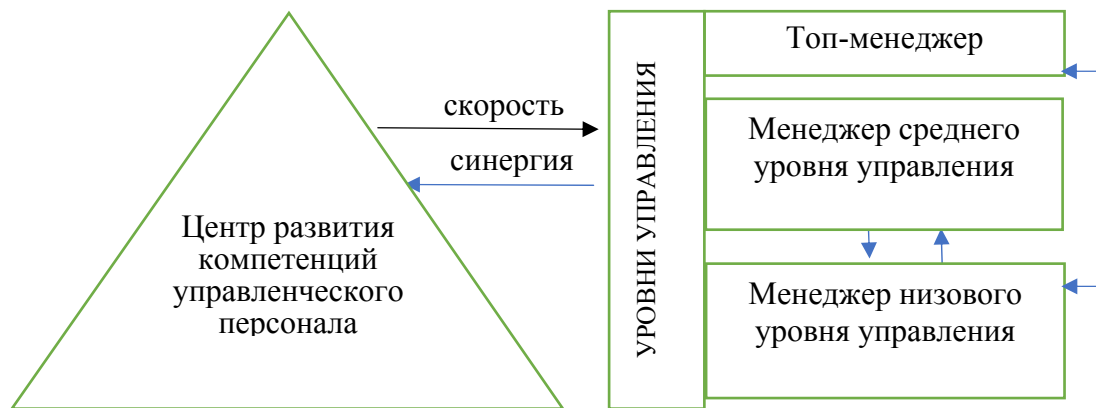 Центр развития
компетенций
управленческого
персонала
скорость
синергия
УРОВНИ УПРАВЛЕНИЯ
Топ-менеджер
Менеджер среднего
уровня управления
Менеджер низового
уровня управления